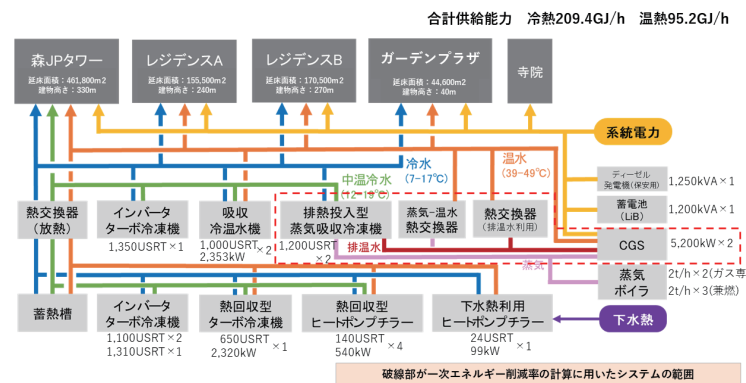 合計供給能力　冷熱209.4GJ/h　温熱95.2GJ/h
森JPタワー
延床面積：461,800m2
建物高さ：330m
レジデンスA
延床面積：155,500m2
建物高さ：240m
レジデンスB
延床面積：170,500m2
建物高さ：270m
ガーデンプラザ
延床面積：44,600m2
建物高さ：40m
寺院
系統電力
冷水
(7-17℃)
温水
(39-49℃)
中温冷水
(12-19℃)
ディーゼル
発電機(保安用)
1,250kVA×1
蓄電池
(LiB)
1,200kVA×1
熱交換器
(放熱)
インバータ
ターボ冷凍機
1,350USRT×1
吸収
冷温水機
1,000USRT
2,353kW
×2
排熱投入型
蒸気吸収冷凍機
1,200USRT
×2
排温水
蒸気-温水
熱交換器
熱交換器
(排温水利用)
CGS
5,200kW×2
蒸気
蒸気
ボイラ
2t/h×2(ガス専
2t/h×3(兼燃)
蓄熱槽
インバータ
ターボ冷凍機
1,100USRT×2
1,310USRT×1
熱回収型
ターボ冷凍機
650USRT
2,320kW
×1
熱回収型
ヒートポンプチラー
140USRT
540kW
×4
下水熱利用
ヒートポンプチラー
24USRT
99kW
×1
下水熱
破線部が一次エネルギー削減率の計算に用いたシステムの範囲